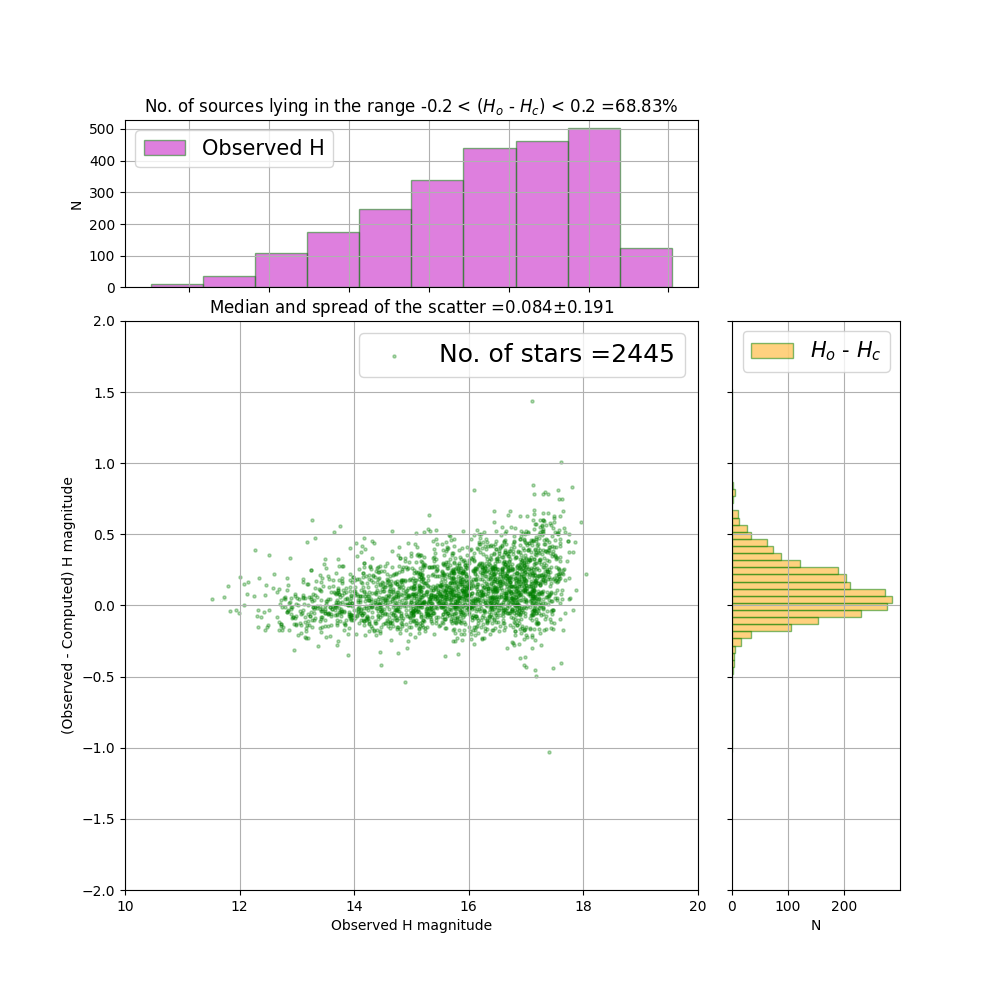 No. of sources lying in the range -0.2 < (H_o - H_c) < 0.2 =68.83%
500
400
300
200
100
0
N
Observed H
Median and spread of the scatter =0.084±0.191
2.0
1.5
1.0
0.5
0.0
−0.5
−1.0
−1.5
−2.0
(Observed - Computed) H magnitude
No. of stars =2445
10 12 14 16 18 20
Observed H magnitude
H_o - H_c
0 100 200
N